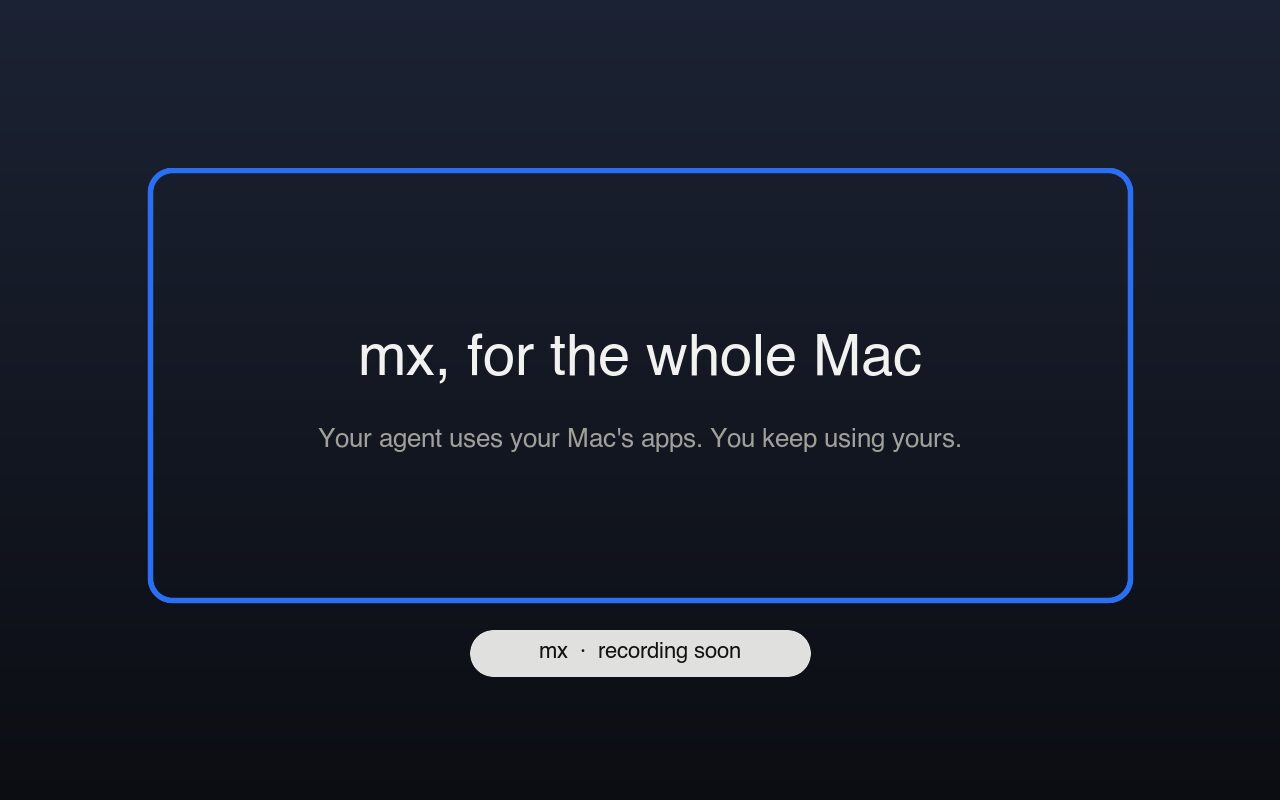 mx, for the whole Mac
Your agent uses your Mac's apps. You keep using yours.
mx · recording soon